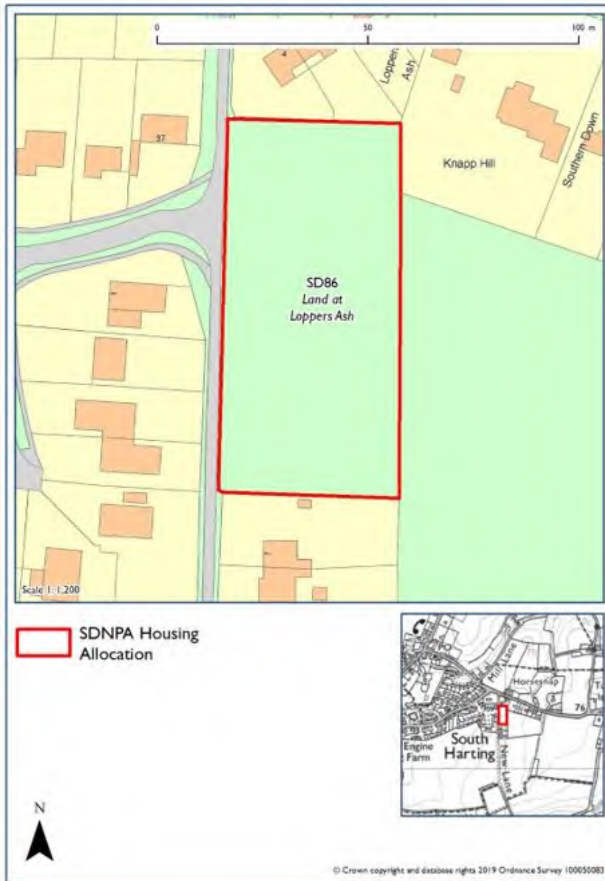 0 50 100 m
4
Loppers
Ash
37
Knapp Hill
Southern Down
SD86
Land at
Loppers Ash
Scale 1: 1,200
SDNPA Housing
Allocation
Mill Lane
Horsesnap
76
South
Harting
Engine
Farm
New Lane
N
© Crown copyright and database rights 2019 Ordnance Survey 100050083